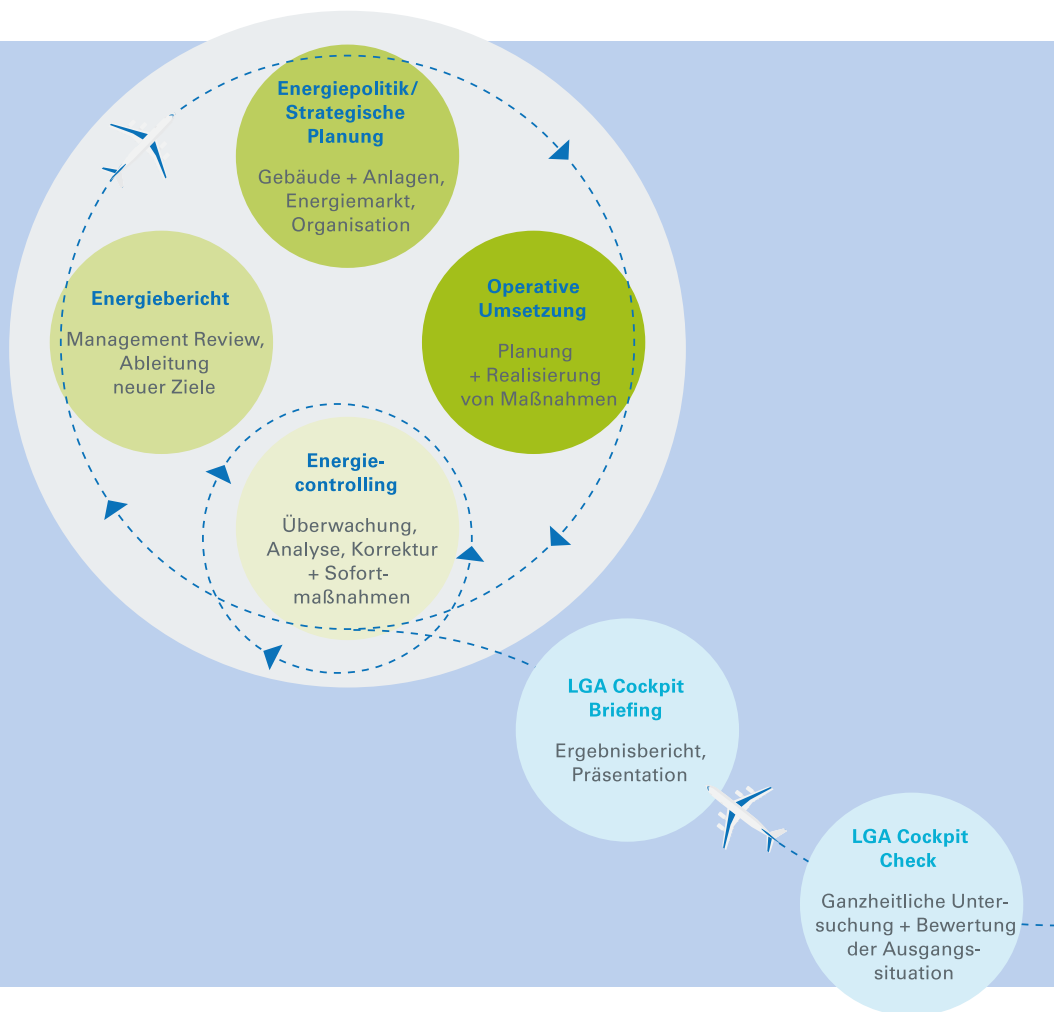 Energiepolitik/
Strategische
Planung
Gebäude + Anlagen,
Energiemarkt,
Organisation
Energiebericht
Management Review,
Ableitung
neuer Ziele
Operative
Umsetzung
Planung
+ Realisierung
von Maßnahmen
Energie-
controlling
Überwachung,
Analyse, Korrektur
+ Sofort-
maßnahmen
LGA Cockpit
Briefing
Ergebnisbericht,
Präsentation
LGA Cockpit
Check
Ganzheitliche Unter-
suchung + Bewertung
der Ausgangs-
situation